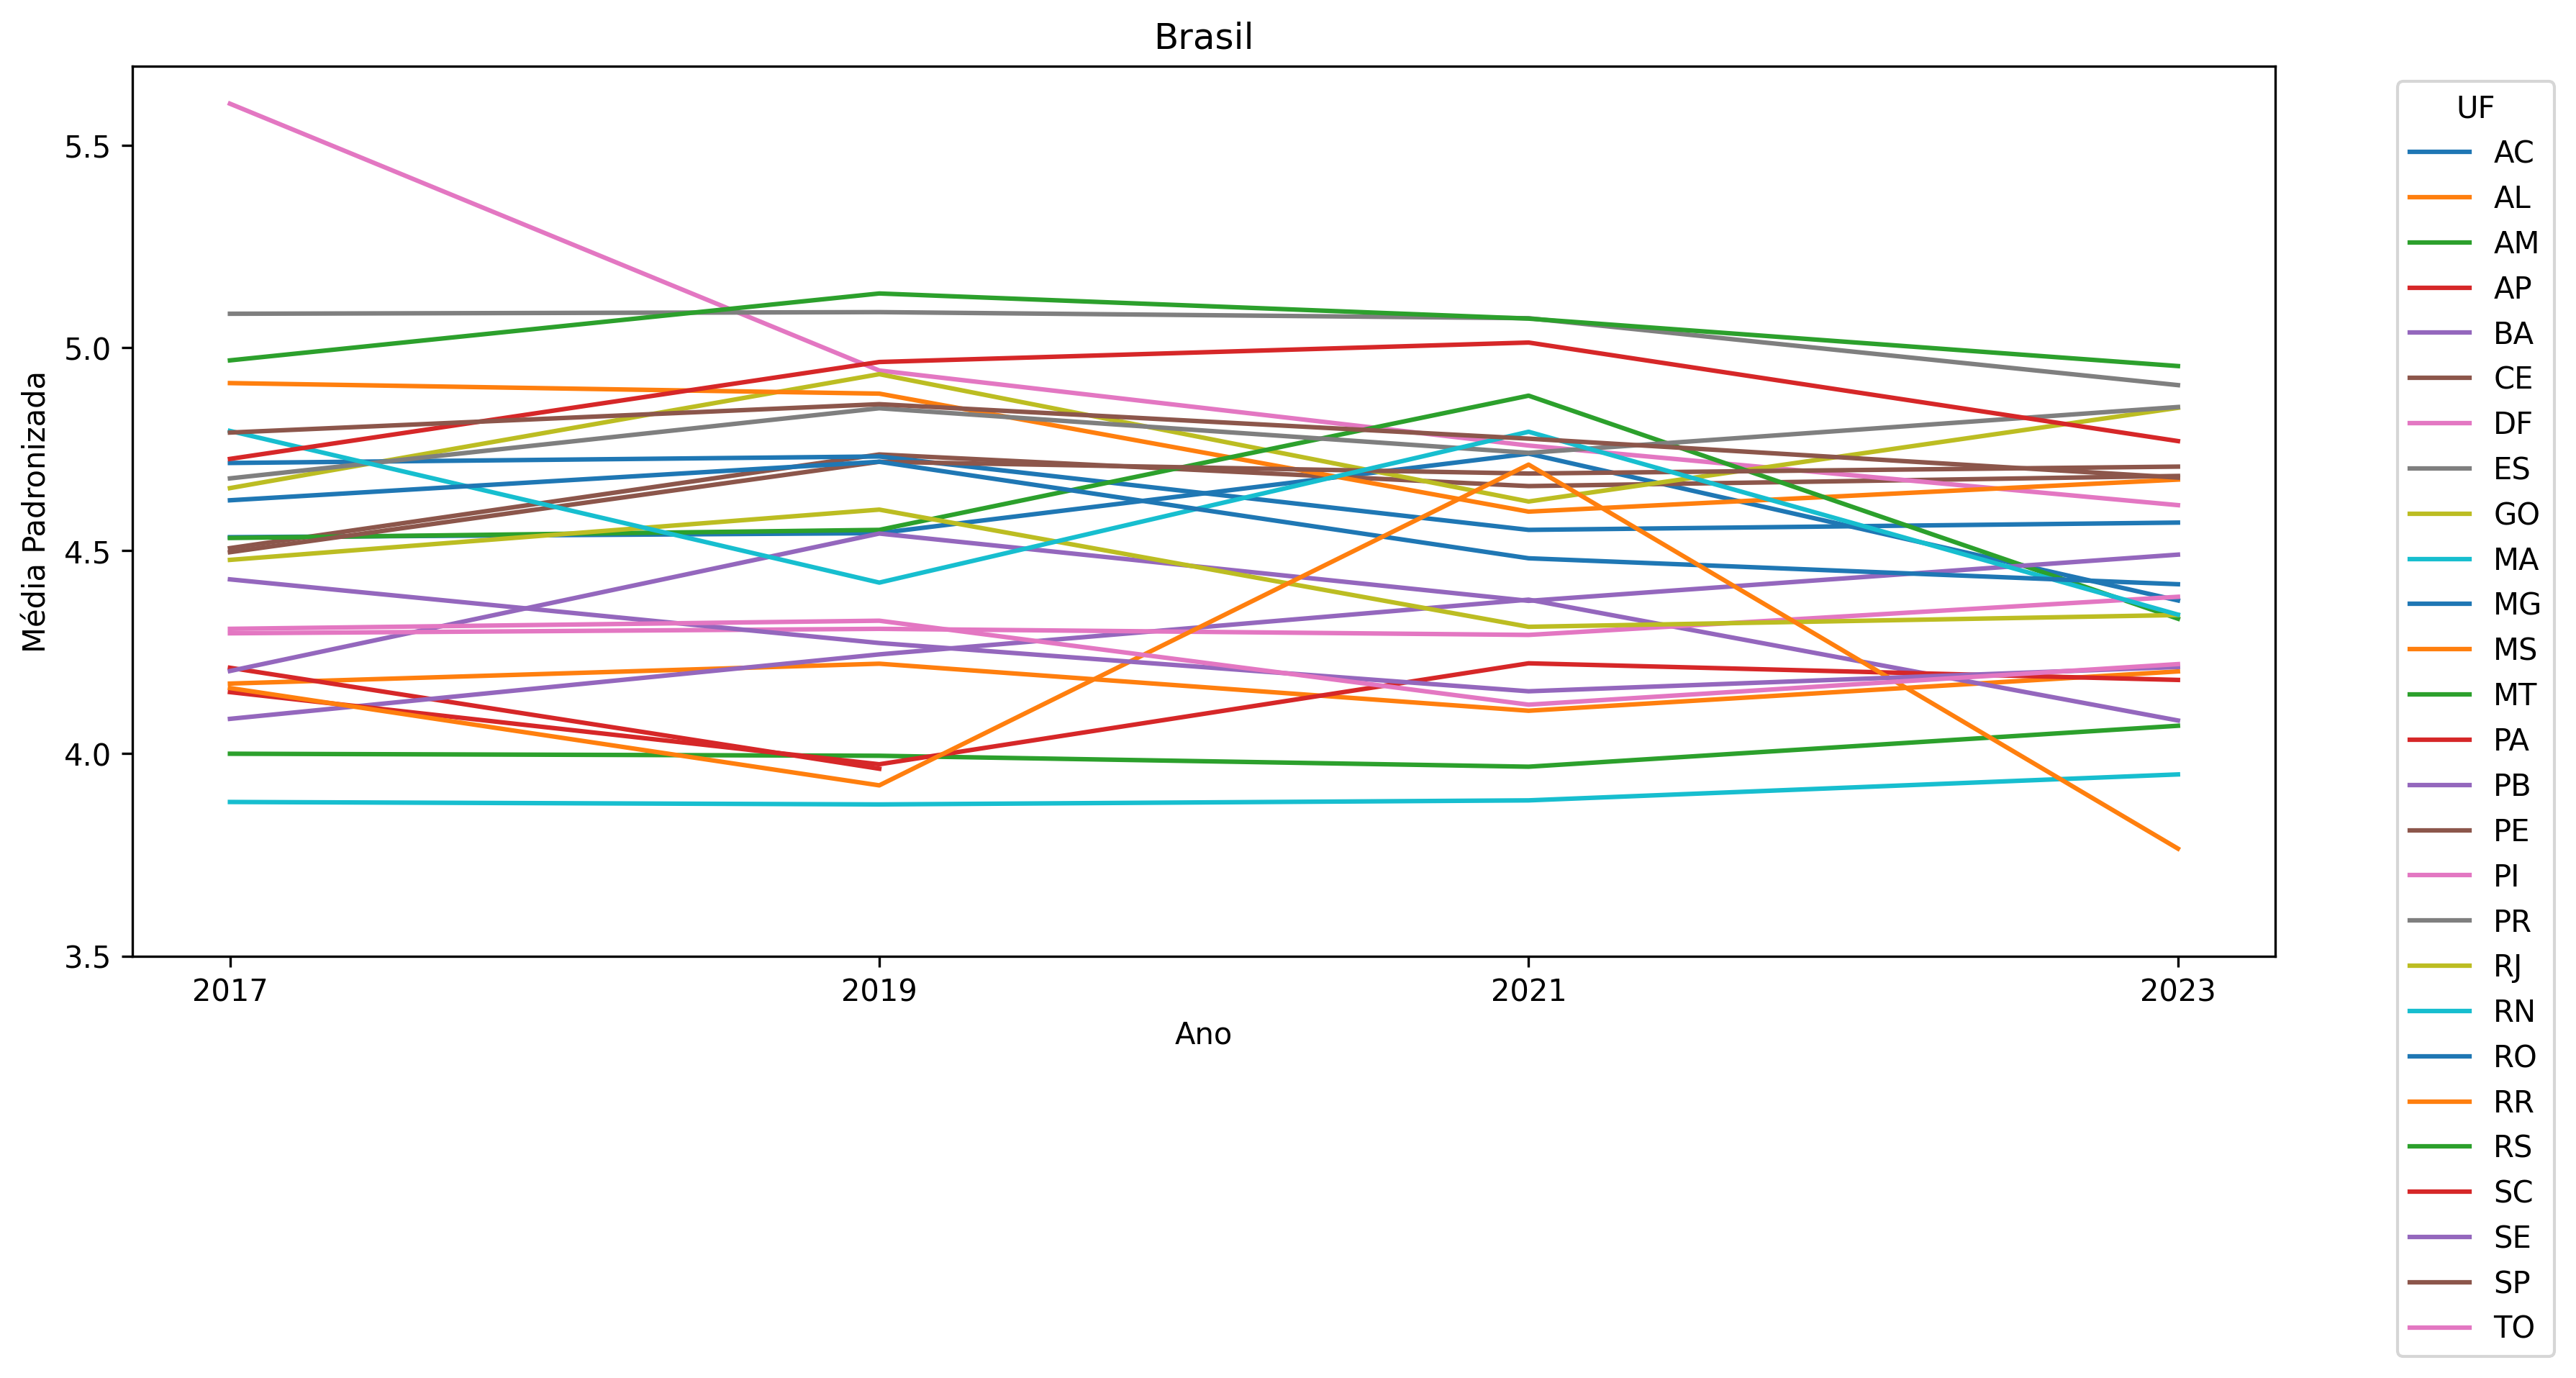 Brasil
Média Padronizada
5.5
5.0
4.5
4.0
3.5
2017 2019 2021 2023
Ano
UF
AC
AL
AM
AP
BA
CE
DF
ES
GO
MA
MG
MS
MT
PA
PB
PE
PI
PR
RJ
RN
RO
RR
RS
SC
SE
SP
TO